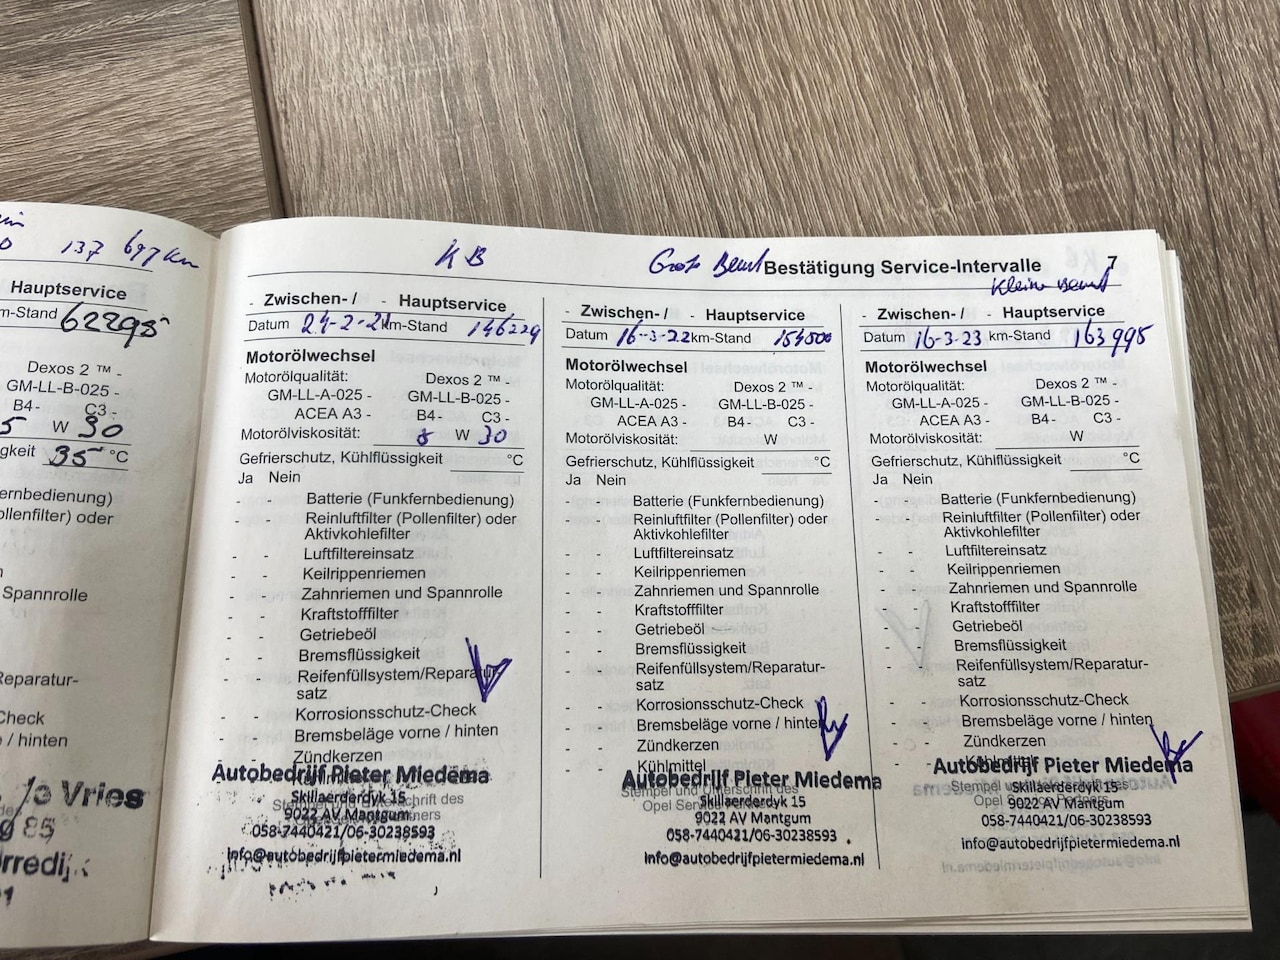 137 697 km
Hauptservice
m-Stand 62295
Dexos 2 ™ -
GM-LL-B-025 -
B4- C3 -
5 W 30
gkeit 35 °C
fernbedienung)
ollenfilter) oder
Spannrolle
Reparatur-
Check
e / hinten
Vries
85
rredij
KB
- Zwischen- / - Hauptservice
Datum 24-2-21 km-Stand 146229
Motorölwechsel
Motorölqualität: Dexos 2 ™ -
GM-LL-A-025 - GM-LL-B-025 -
ACEA A3 - B4 - C3 -
Motorölviskosität: W 30
Gefrierschutz, Kühlflüssigkeit °C
Ja Nein
- Batterie (Funkfernbedienung)
- - Reinluftfilter (Pollenfilter) oder
Aktivkohlefilter
- - Luftfiltereinsatz
- - Keilrippenriemen
- - Zahnriemen und Spannrolle
- - Kraftstofffilter
- - Getriebeöl
- - Bremsflüssigkeit
- - Reifenfüllsystem/Reparatur-
satz
- - Korrosionsschutz-Check
- - Bremsbeläge vorne / hinten
Zündkerzen
Autobedrijf Pieter Miedema
Skillaerderdyk 15
9022 AV Mantgum
058-7440421/06-30238593
info@autobedrijfpietermiedema.nl
Grote Beurt
Bestätigung Service-Intervalle 7
- Zwischen- / - Hauptservice
Datum 16-3-22 km-Stand 154500
Motorölwechsel
Motorölqualität: Dexos 2 ™ -
GM-LL-A-025 - GM-LL-B-025 -
ACEA A3 - B4 - C3 -
Motorölviskosität: W
Gefrierschutz, Kühlflüssigkeit °C
Ja Nein
- - Batterie (Funkfernbedienung)
- - Reinluftfilter (Pollenfilter) oder
Aktivkohlefilter
- - Luftfiltereinsatz
- - Keilrippenriemen
- - Zahnriemen und Spannrolle
- - Kraftstofffilter
- - Getriebeöl
- - Bremsflüssigkeit
- - Reifenfüllsystem/Reparatur-
satz
- - Korrosionsschutz-Check
- - Bremsbeläge vorne / hinten
- - Zündkerzen
- - Kühlmittel
Autobedrijf Pieter Miedema
Stempel und Unterschrift des
Opel Service
Skillaerderdyk 15
9022 AV Mantgum
058-7440421/06-30238593
info@autobedrijfpietermiedema.nl
Kleine Beurt
- Zwischen- / - Hauptservice
Datum 16-3-23 km-Stand 163995
Motorölwechsel
Motorölqualität: Dexos 2 ™ -
GM-LL-A-025 - GM-LL-B-025 -
ACEA A3 - B4 - C3 -
Motorölviskosität: W
Gefrierschutz, Kühlflüssigkeit °C
Ja Nein
- - Batterie (Funkfernbedienung)
- - Reinluftfilter (Pollenfilter) oder
Aktivkohlefilter
- - Luftfiltereinsatz
- - Keilrippenriemen
- - Zahnriemen und Spannrolle
- - Kraftstofffilter
- - Getriebeöl
- - Bremsflüssigkeit
- - Reifenfüllsystem/Reparatur-
satz
- - Korrosionsschutz-Check
- - Bremsbeläge vorne / hinten
- - Zündkerzen
- - Kühlmittel
Autobedrijf Pieter Miedema
Skillaerderdyk 15
9022 AV Mantgum
058-7440421/06-30238593
info@autobedrijfpietermiedema.nl